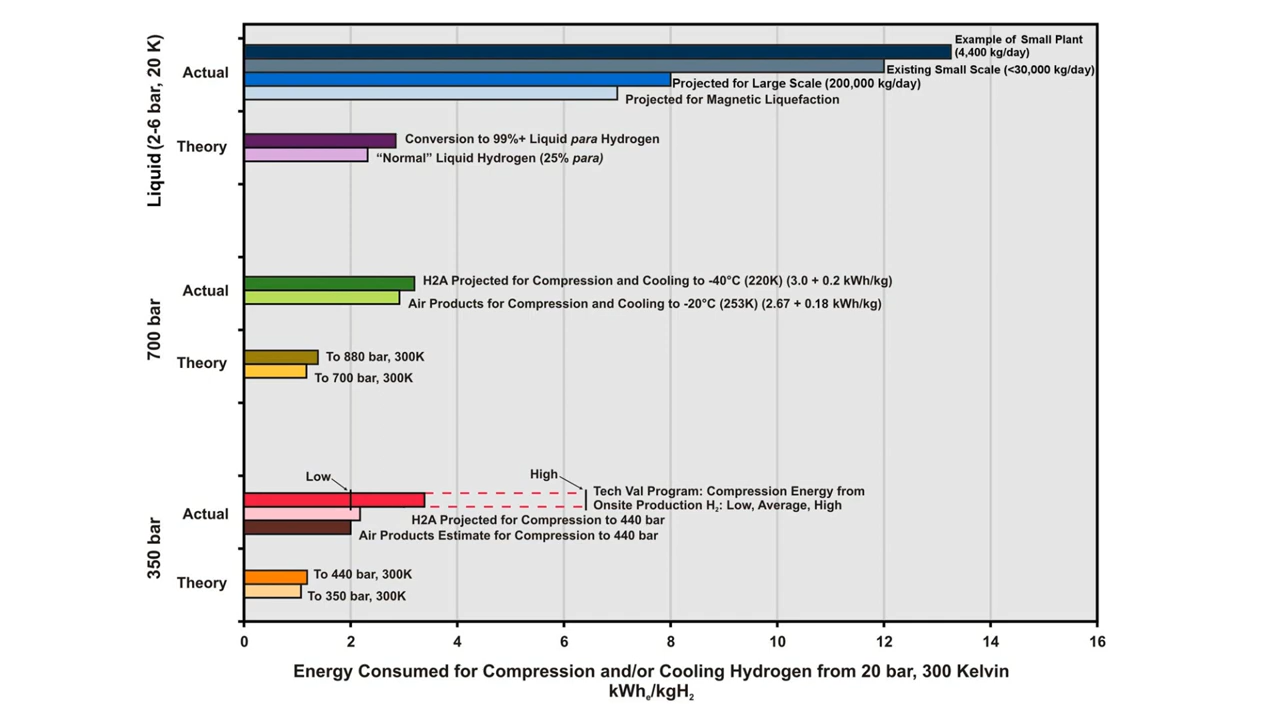 Liquid (2-6 bar, 20 K)
Actual
Example of Small Plant
(4,400 kg/day)
Existing Small Scale (<30,000 kg/day)
Projected for Large Scale (200,000 kg/day)
Projected for Magnetic Liquefaction
Theory
Conversion to 99%+ Liquid para Hydrogen
“Normal” Liquid Hydrogen (25% para)
700 bar
Actual
H2A Projected for Compression and Cooling to -40°C (220K) (3.0 + 0.2 kWh/kg)
Air Products for Compression and Cooling to -20°C (253K) (2.67 + 0.18 kWh/kg)
Theory
To 880 bar, 300K
To 700 bar, 300K
350 bar
Actual
Low
High
Tech Val Program: Compression Energy from
Onsite Production H₂: Low, Average, High
H2A Projected for Compression to 440 bar
Air Products Estimate for Compression to 440 bar
Theory
To 440 bar, 300K
To 350 bar, 300K
0 2 4 6 8 10 12 14 16
Energy Consumed for Compression and/or Cooling Hydrogen from 20 bar, 300 Kelvin
kWhₑ/kgH₂